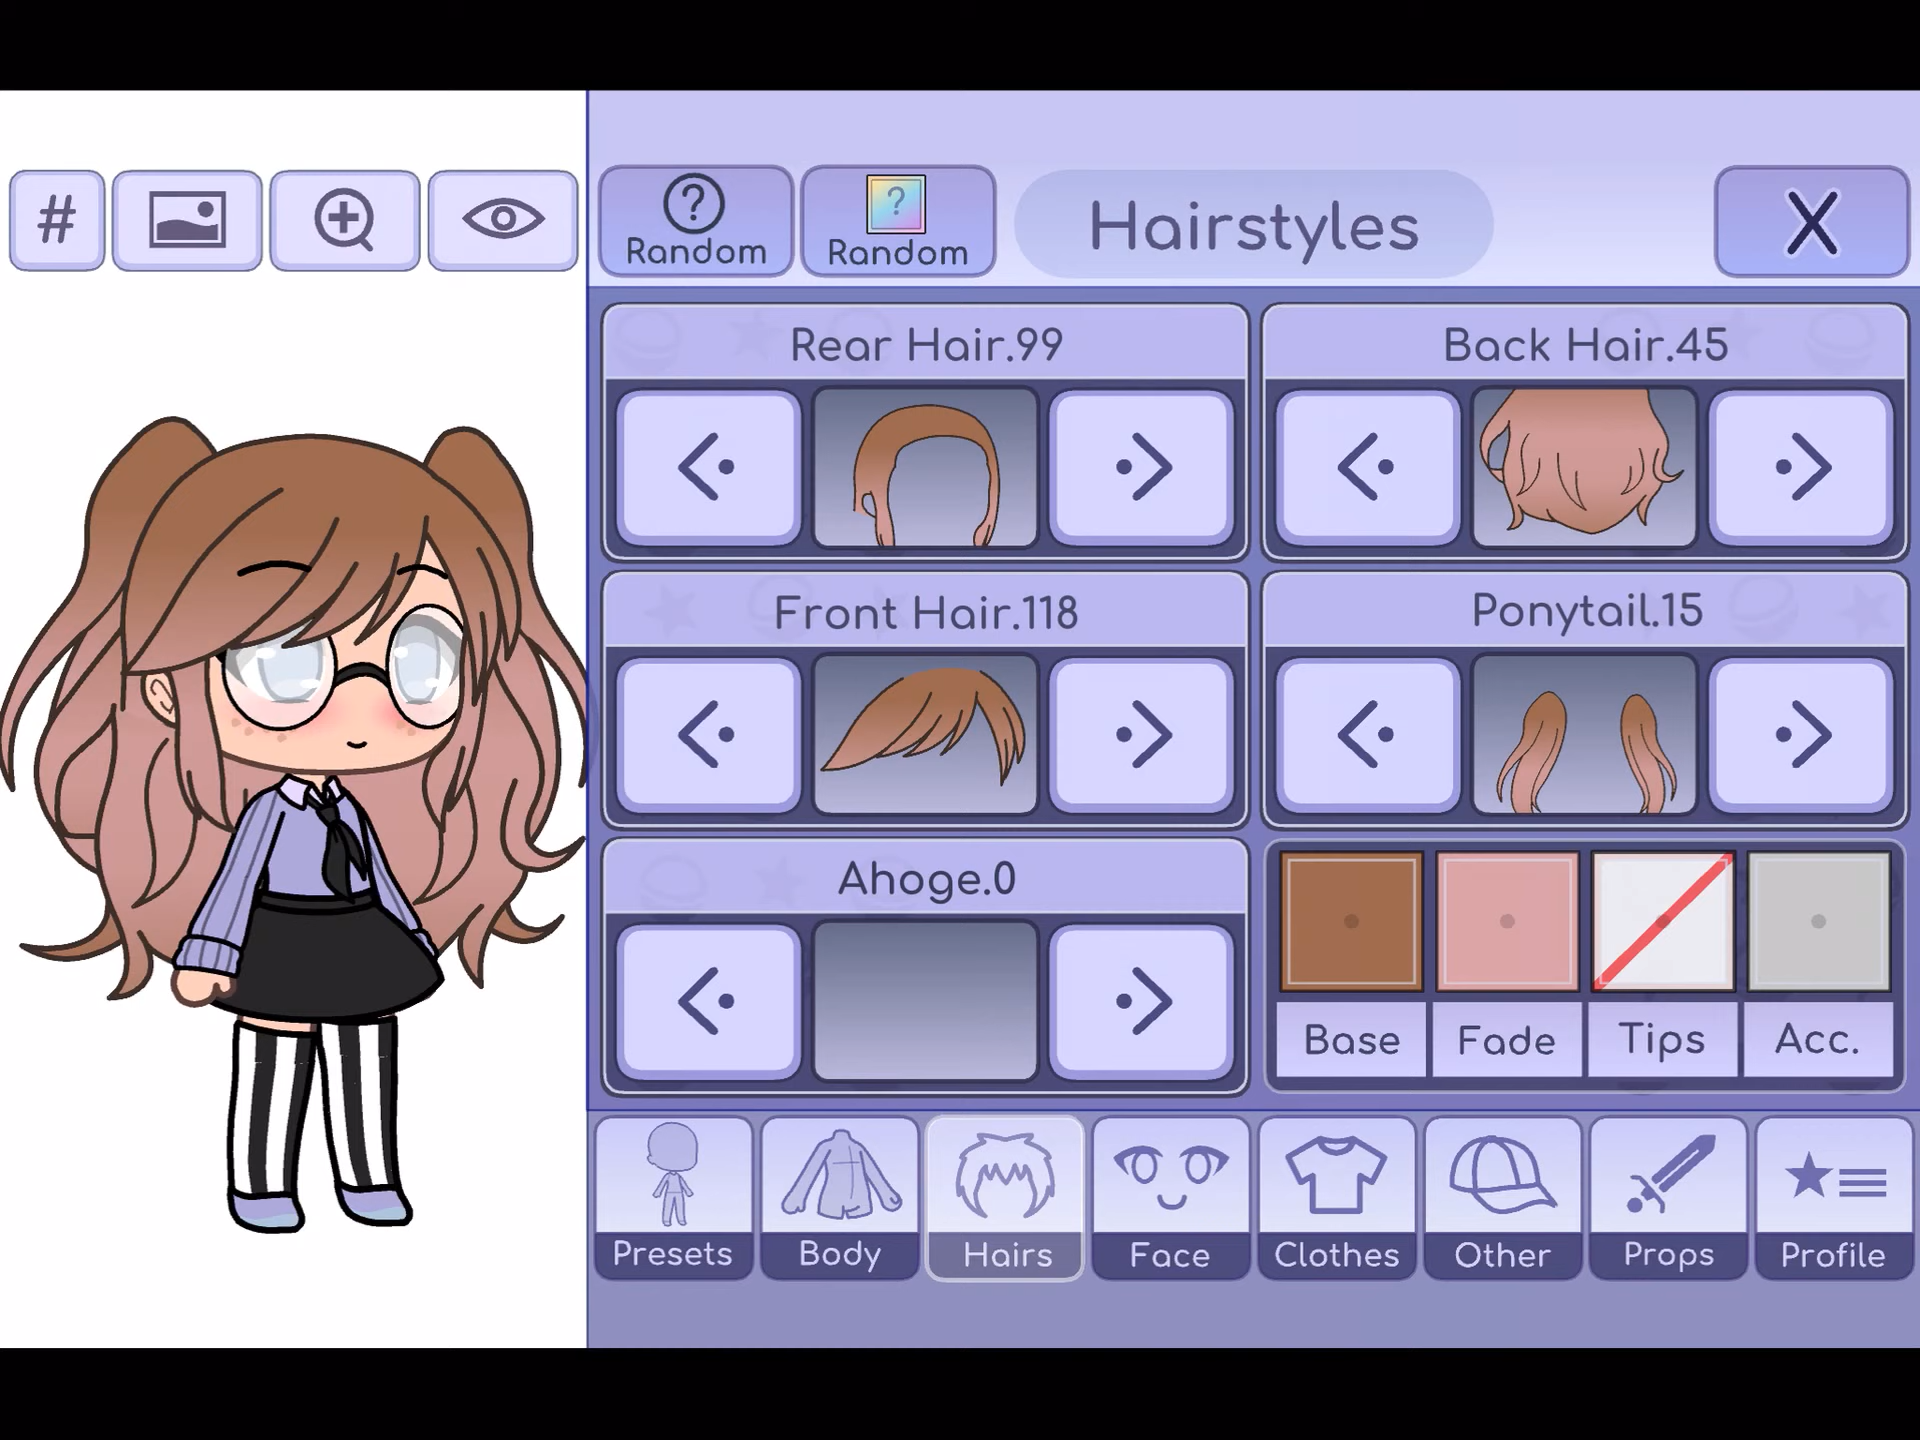 #
? Random
? Random
Hairstyles
X
Rear Hair.99
Back Hair.45
Front Hair.118
Ponytail.15
Ahoge.0
Base
Fade
Tips
Acc.
Presets
Body
Hairs
Face
Clothes
Other
Props
Profile